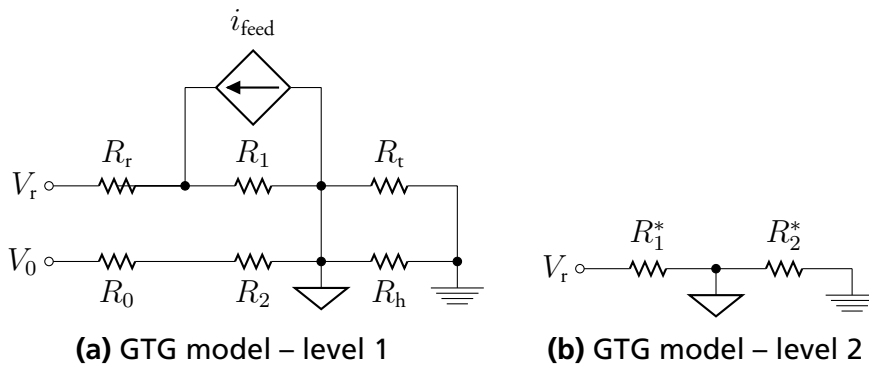 i_feed
R_r R_1 R_t
V_r
V_0
R_0 R_2 R_h
(a) GTG model – level 1
R_1^* R_2^*
V_r
(b) GTG model – level 2